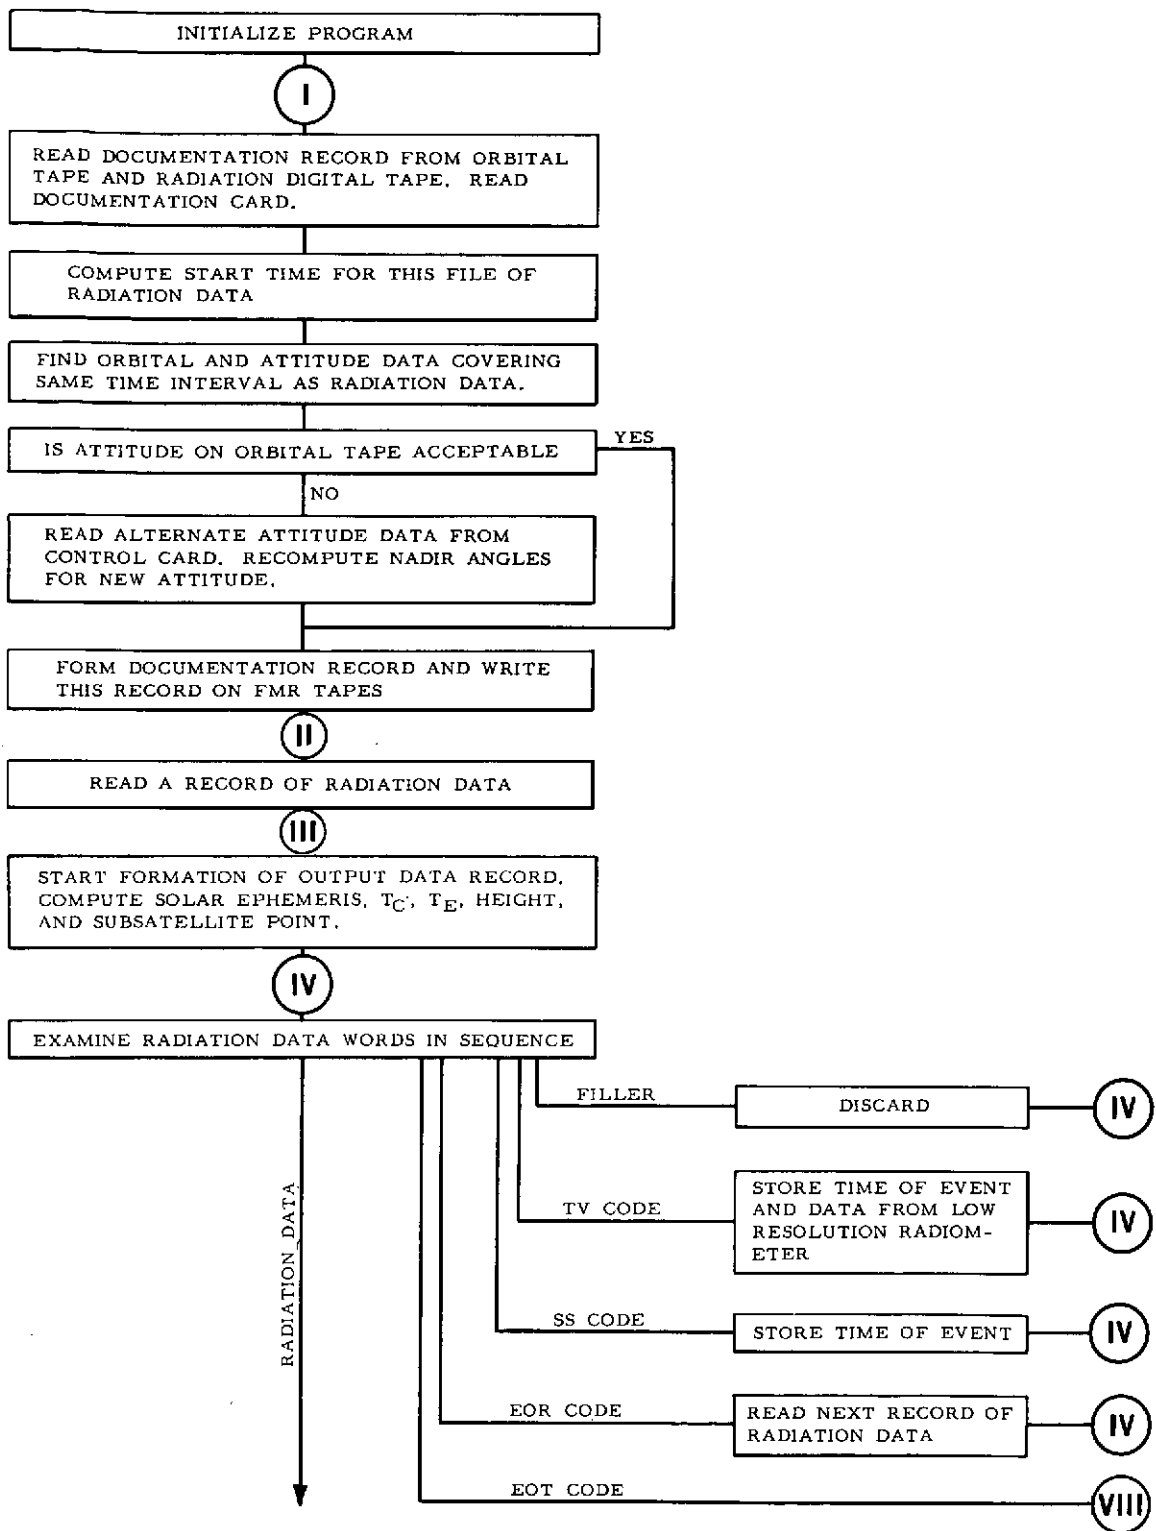 INITIALIZE PROGRAM
I
READ DOCUMENTATION RECORD FROM ORBITAL
TAPE AND RADIATION DIGITAL TAPE. READ
DOCUMENTATION CARD.
COMPUTE START TIME FOR THIS FILE OF
RADIATION DATA
FIND ORBITAL AND ATTITUDE DATA COVERING
SAME TIME INTERVAL AS RADIATION DATA.
IS ATTITUDE ON ORBITAL TAPE ACCEPTABLE
YES
NO
READ ALTERNATE ATTITUDE DATA FROM
CONTROL CARD. RECOMPUTE NADIR ANGLES
FOR NEW ATTITUDE.
FORM DOCUMENTATION RECORD AND WRITE
THIS RECORD ON FMR TAPES
II
READ A RECORD OF RADIATION DATA
III
START FORMATION OF OUTPUT DATA RECORD.
COMPUTE SOLAR EPHEMERIS, TC, TE, HEIGHT,
AND SUBSATELLITE POINT.
IV
EXAMINE RADIATION DATA WORDS IN SEQUENCE
RADIATION DATA
FILLER
DISCARD
IV
TV CODE
STORE TIME OF EVENT
AND DATA FROM LOW
RESOLUTION RADIOM-
ETER
IV
SS CODE
STORE TIME OF EVENT
IV
EOR CODE
READ NEXT RECORD OF
RADIATION DATA
IV
EOT CODE
VIII